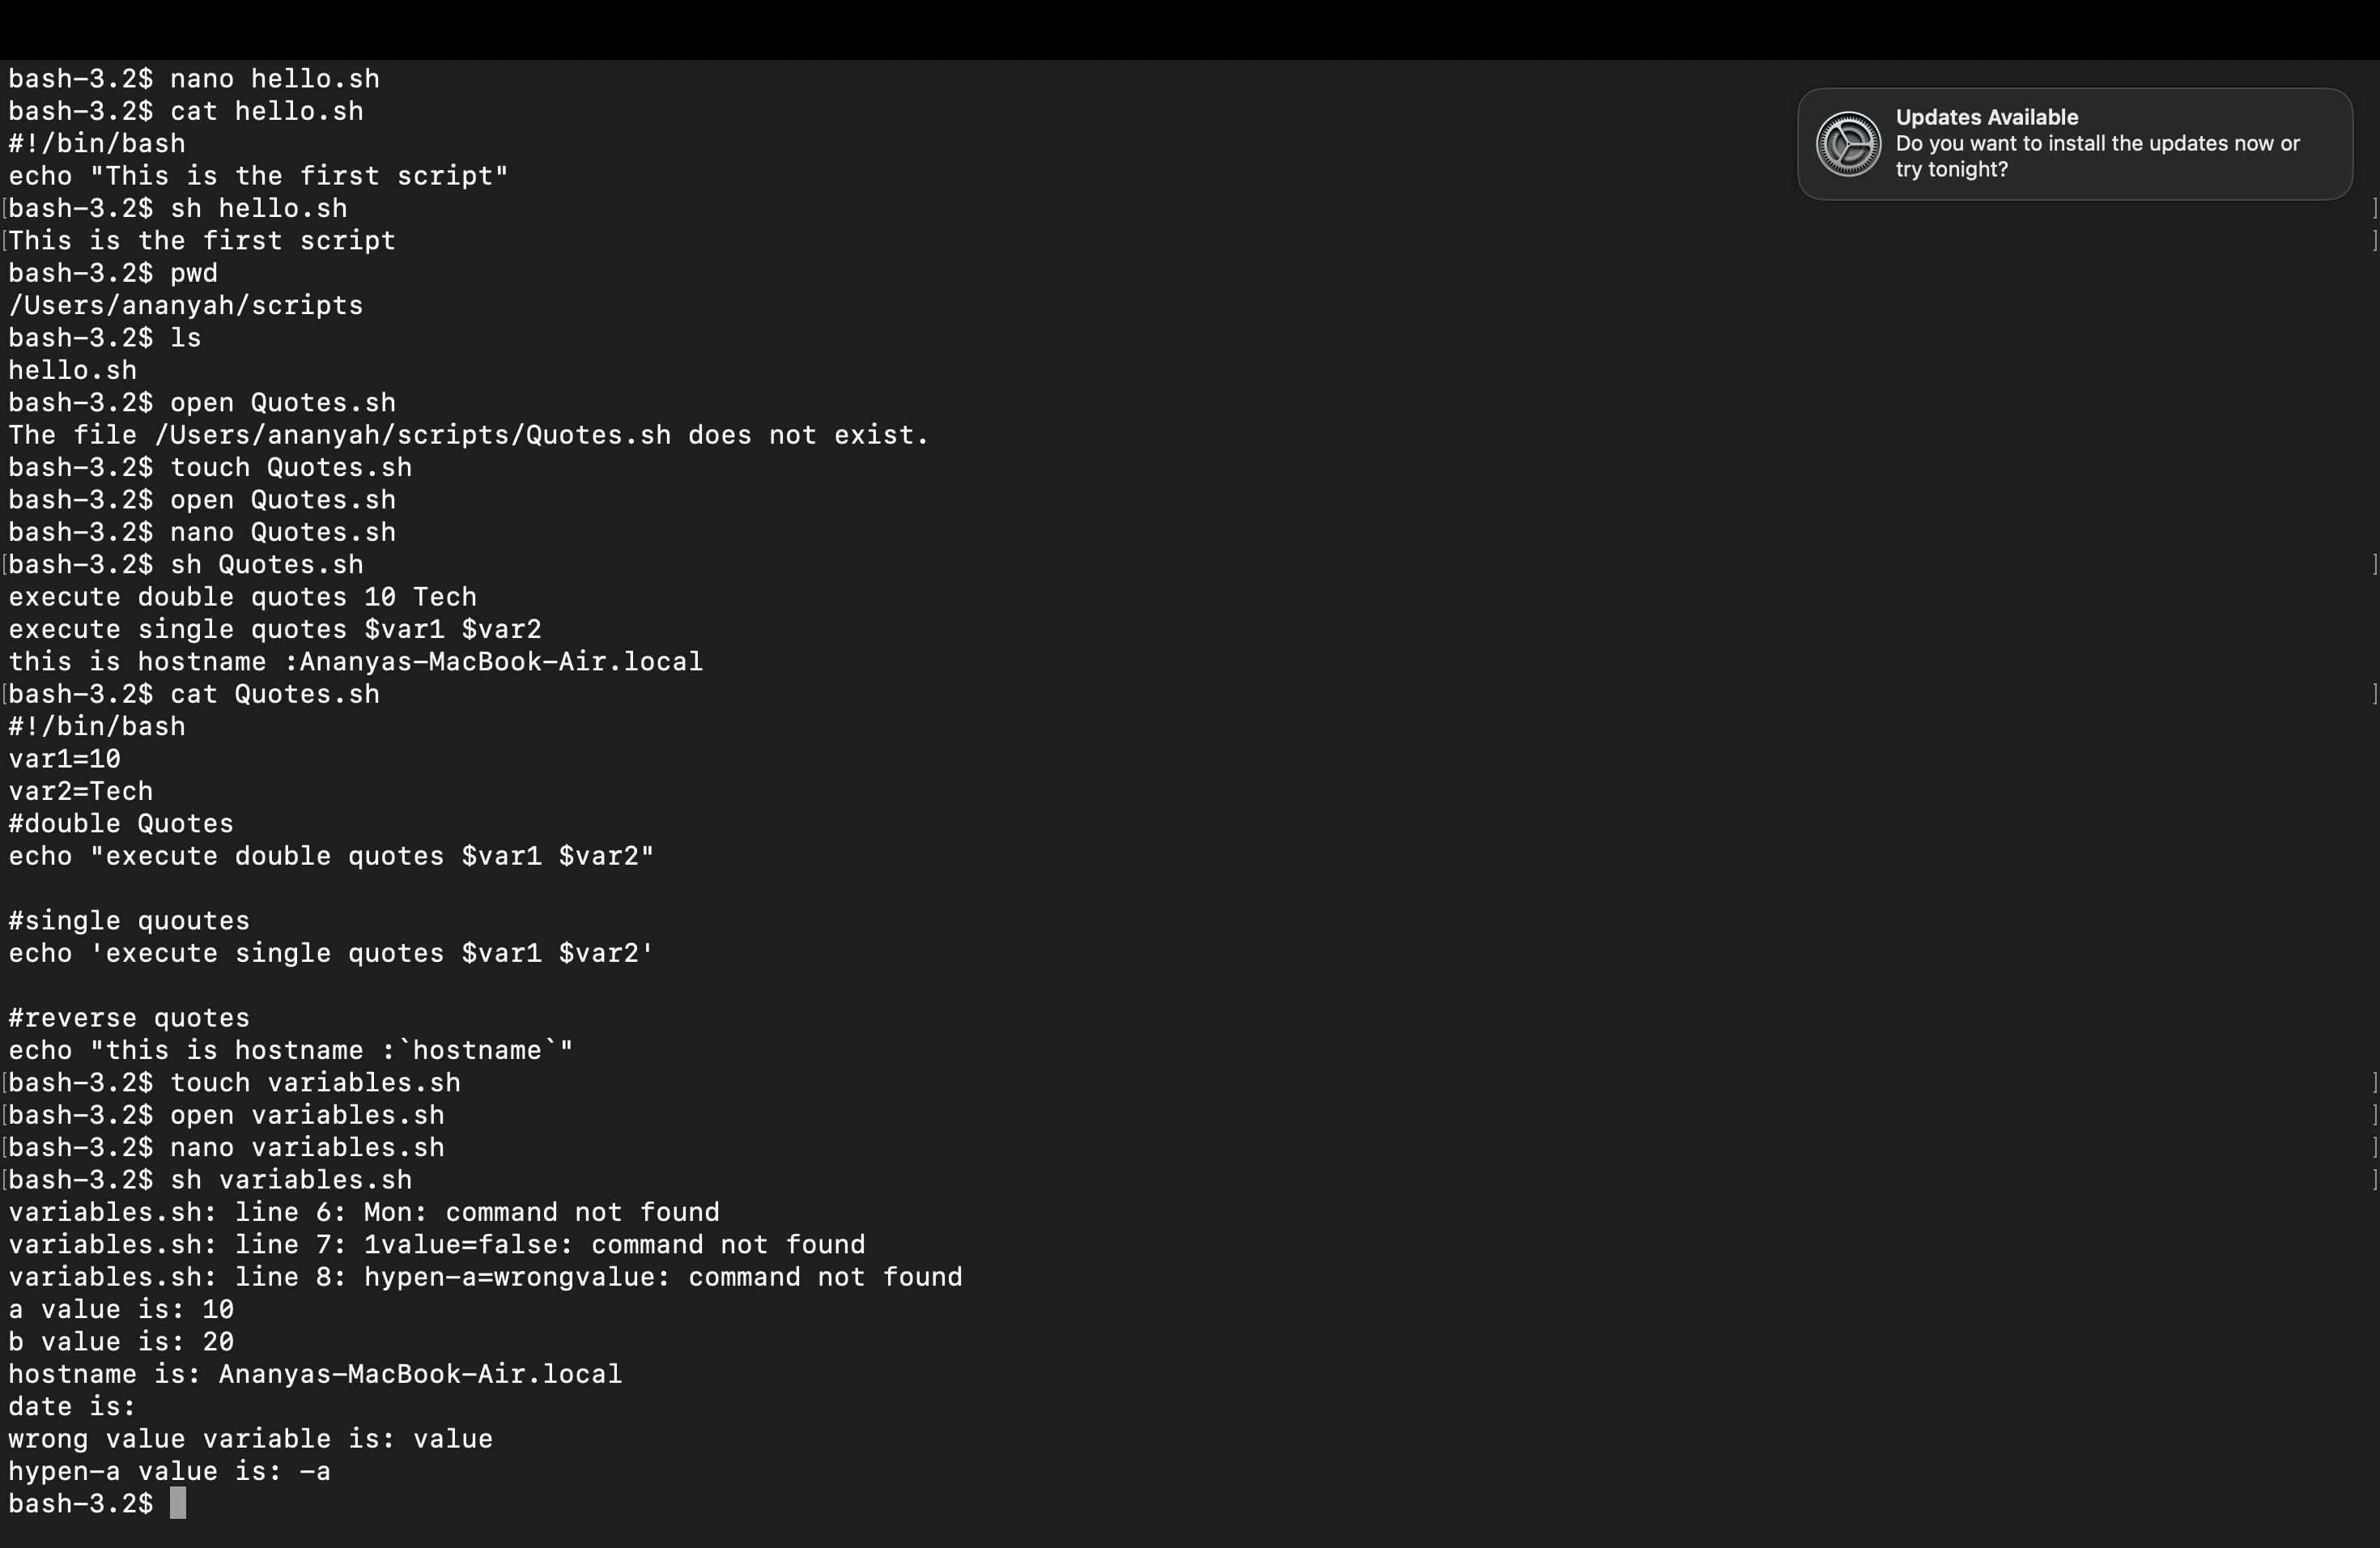 bash-3.2$ nano hello.sh
bash-3.2$ cat hello.sh
#!/bin/bash
echo "This is the first script"
[bash-3.2$ sh hello.sh ]
[This is the first script ]
bash-3.2$ pwd
/Users/ananyah/scripts
bash-3.2$ ls
hello.sh
bash-3.2$ open Quotes.sh
The file /Users/ananyah/scripts/Quotes.sh does not exist.
bash-3.2$ touch Quotes.sh
bash-3.2$ open Quotes.sh
bash-3.2$ nano Quotes.sh
[bash-3.2$ sh Quotes.sh ]
execute double quotes 10 Tech
execute single quotes $var1 $var2
this is hostname :Ananyas-MacBook-Air.local
[bash-3.2$ cat Quotes.sh ]
#!/bin/bash
var1=10
var2=Tech
#double Quotes
echo "execute double quotes $var1 $var2"

#single quoutes
echo 'execute single quotes $var1 $var2'

#reverse quotes
echo "this is hostname :`hostname`"
[bash-3.2$ touch variables.sh ]
[bash-3.2$ open variables.sh ]
[bash-3.2$ nano variables.sh ]
[bash-3.2$ sh variables.sh ]
variables.sh: line 6: Mon: command not found
variables.sh: line 7: 1value=false: command not found
variables.sh: line 8: hypen-a=wrongvalue: command not found
a value is: 10
b value is: 20
hostname is: Ananyas-MacBook-Air.local
date is:
wrong value variable is: value
hypen-a value is: -a
bash-3.2$
Updates Available
Do you want to install the updates now or
try tonight?